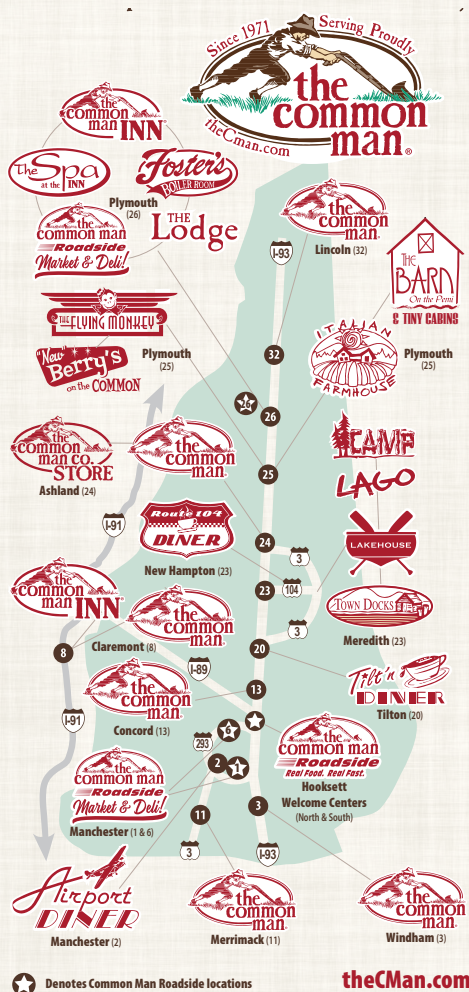 Since 1971
Serving Proudly
the
common
man®
theCman.com
the
common
man INN
The Spa
at the INN
Foster's
BOILER ROOM
Plymouth
(26)
the
common man
Roadside
Market & Deli!
THE
Lodge
the
common
man.
Lincoln (32)
I-93
THE
BARN
On the Pemi
& TINY CABINS
THE FLYING MONKEY
"New"
Berry's
on the COMMON
Plymouth
(25)
ITALIAN
FARMHOUSE
Plymouth
(25)
32
26
26
25
the
common
man co.
STORE
Ashland (24)
the
common
man.
CAMP
LAGO
I-91
Route 104
DINER
New Hampton (23)
24
3
LAKEHOUSE
23
104
TOWN DOCKS
Meredith (23)
the
common
man INN
the
common
man.
Claremont (8)
8
3
20
I-89
Tilt'n
DINER
Tilton (20)
13
the
common
man.
Concord (13)
I-91
6
293
the
common man
Roadside
Real Food. Real Fast.
Hooksett
Welcome Centers
(North & South)
the
common man
Roadside
Market & Deli!
Manchester (1 & 6)
2
1
11
3
3
I-93
Airport
DINER
Manchester (2)
the
common
man.
Merrimack (11)
the
common
man.
Windham (3)
Denotes Common Man Roadside locations
theCMan.com